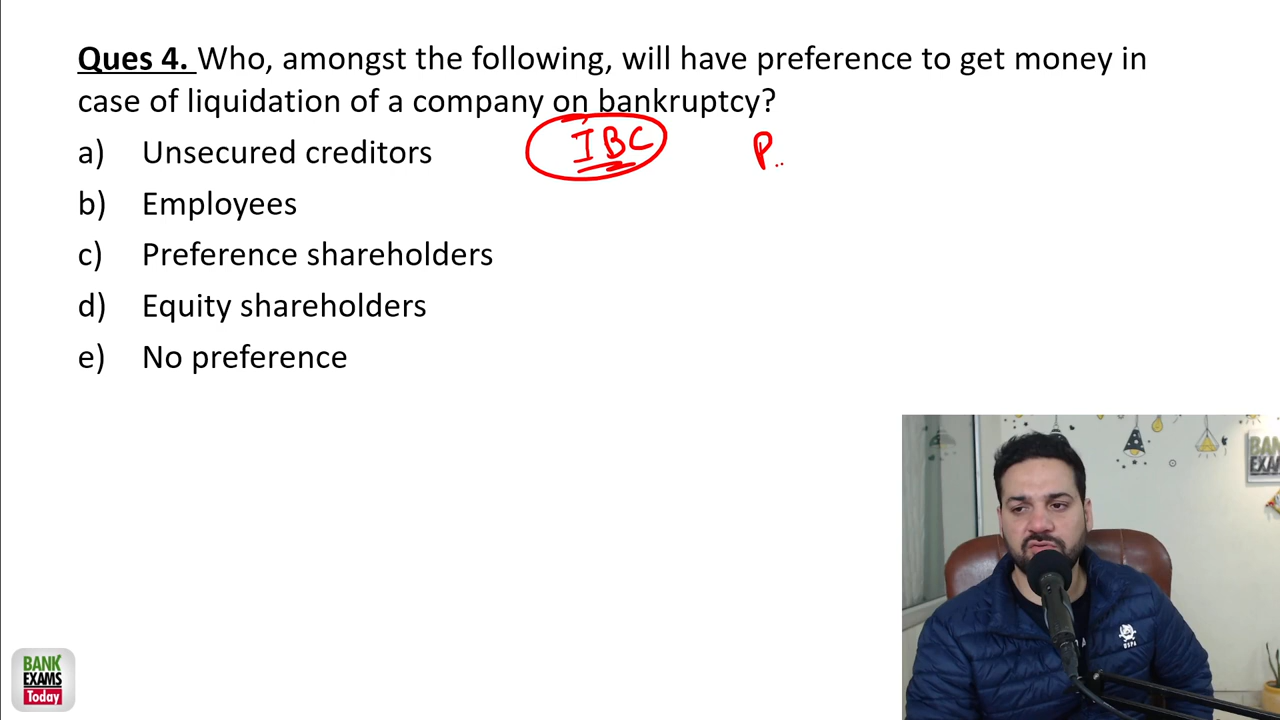 Ques 4. Who, amongst the following, will have preference to get money in
case of liquidation of a company on bankruptcy?
IBC
P..
a) Unsecured creditors
b) Employees
c) Preference shareholders
d) Equity shareholders
e) No preference
BANK
EXAMS
Today